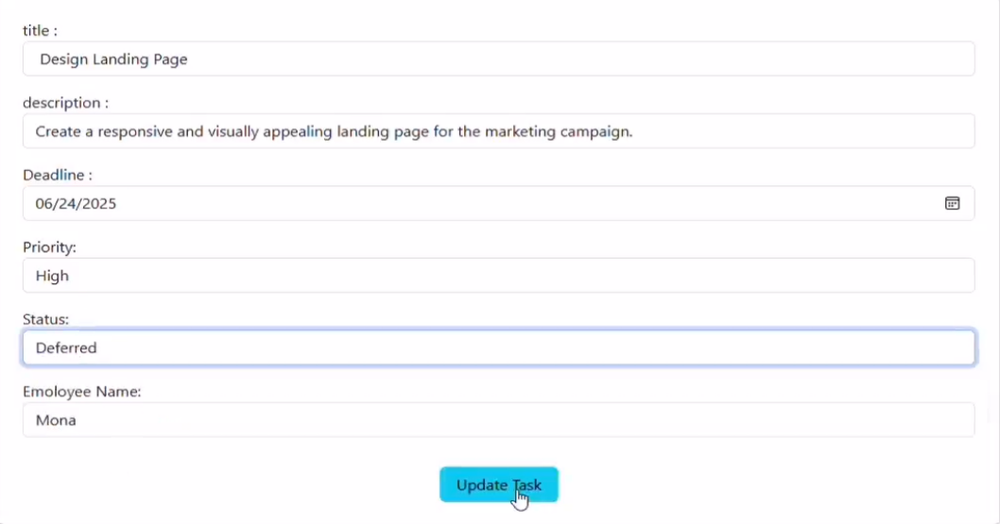 title :
Design Landing Page
description :
Create a responsive and visually appealing landing page for the marketing campaign.
Deadline :
06/24/2025
Priority:
High
Status:
Deferred
Emoloyee Name:
Mona
Update Task